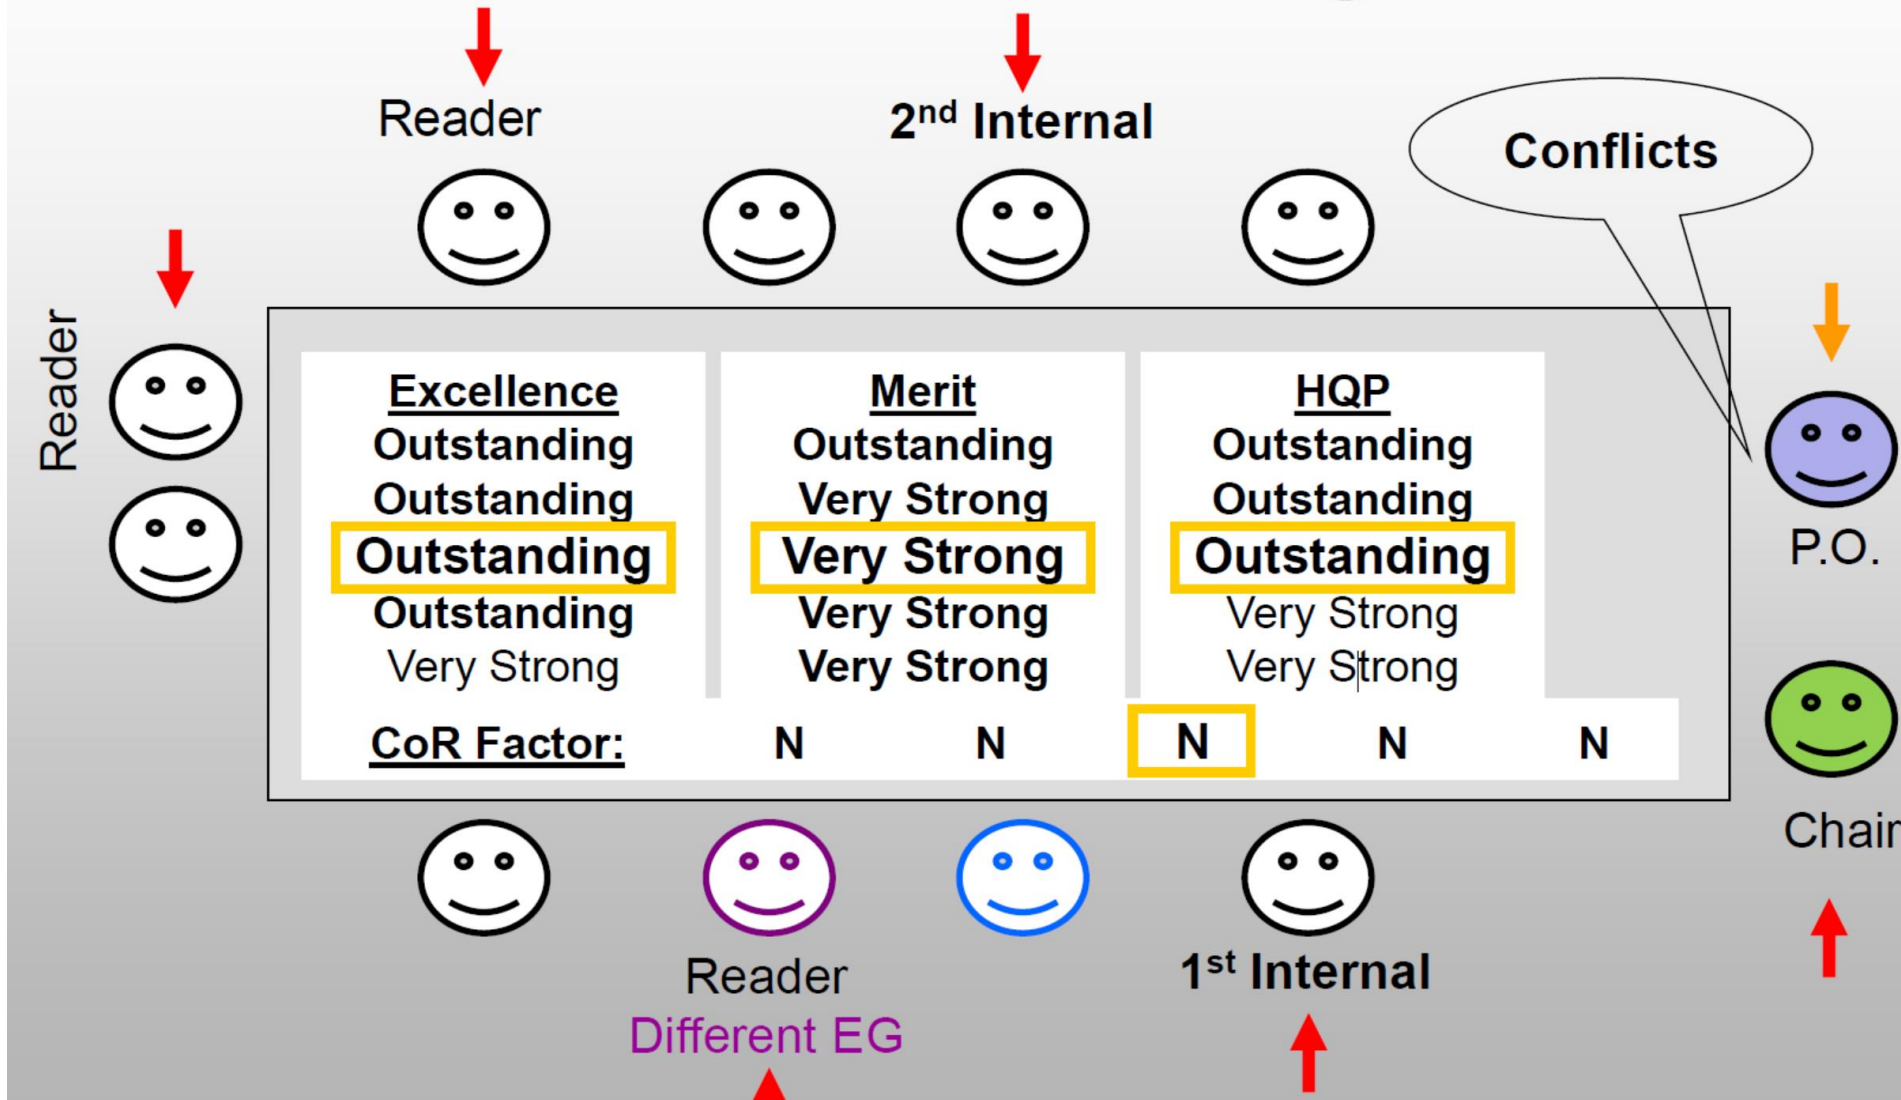 Reader
2nd Internal
Conflicts
Reader
Excellence
Outstanding
Outstanding
Outstanding
Outstanding
Very Strong
Merit
Outstanding
Very Strong
Very Strong
Very Strong
Very Strong
HQP
Outstanding
Outstanding
Outstanding
Very Strong
Very Strong
CoR Factor: N N N N N
P.O.
Chair
Reader
Different EG
1st Internal